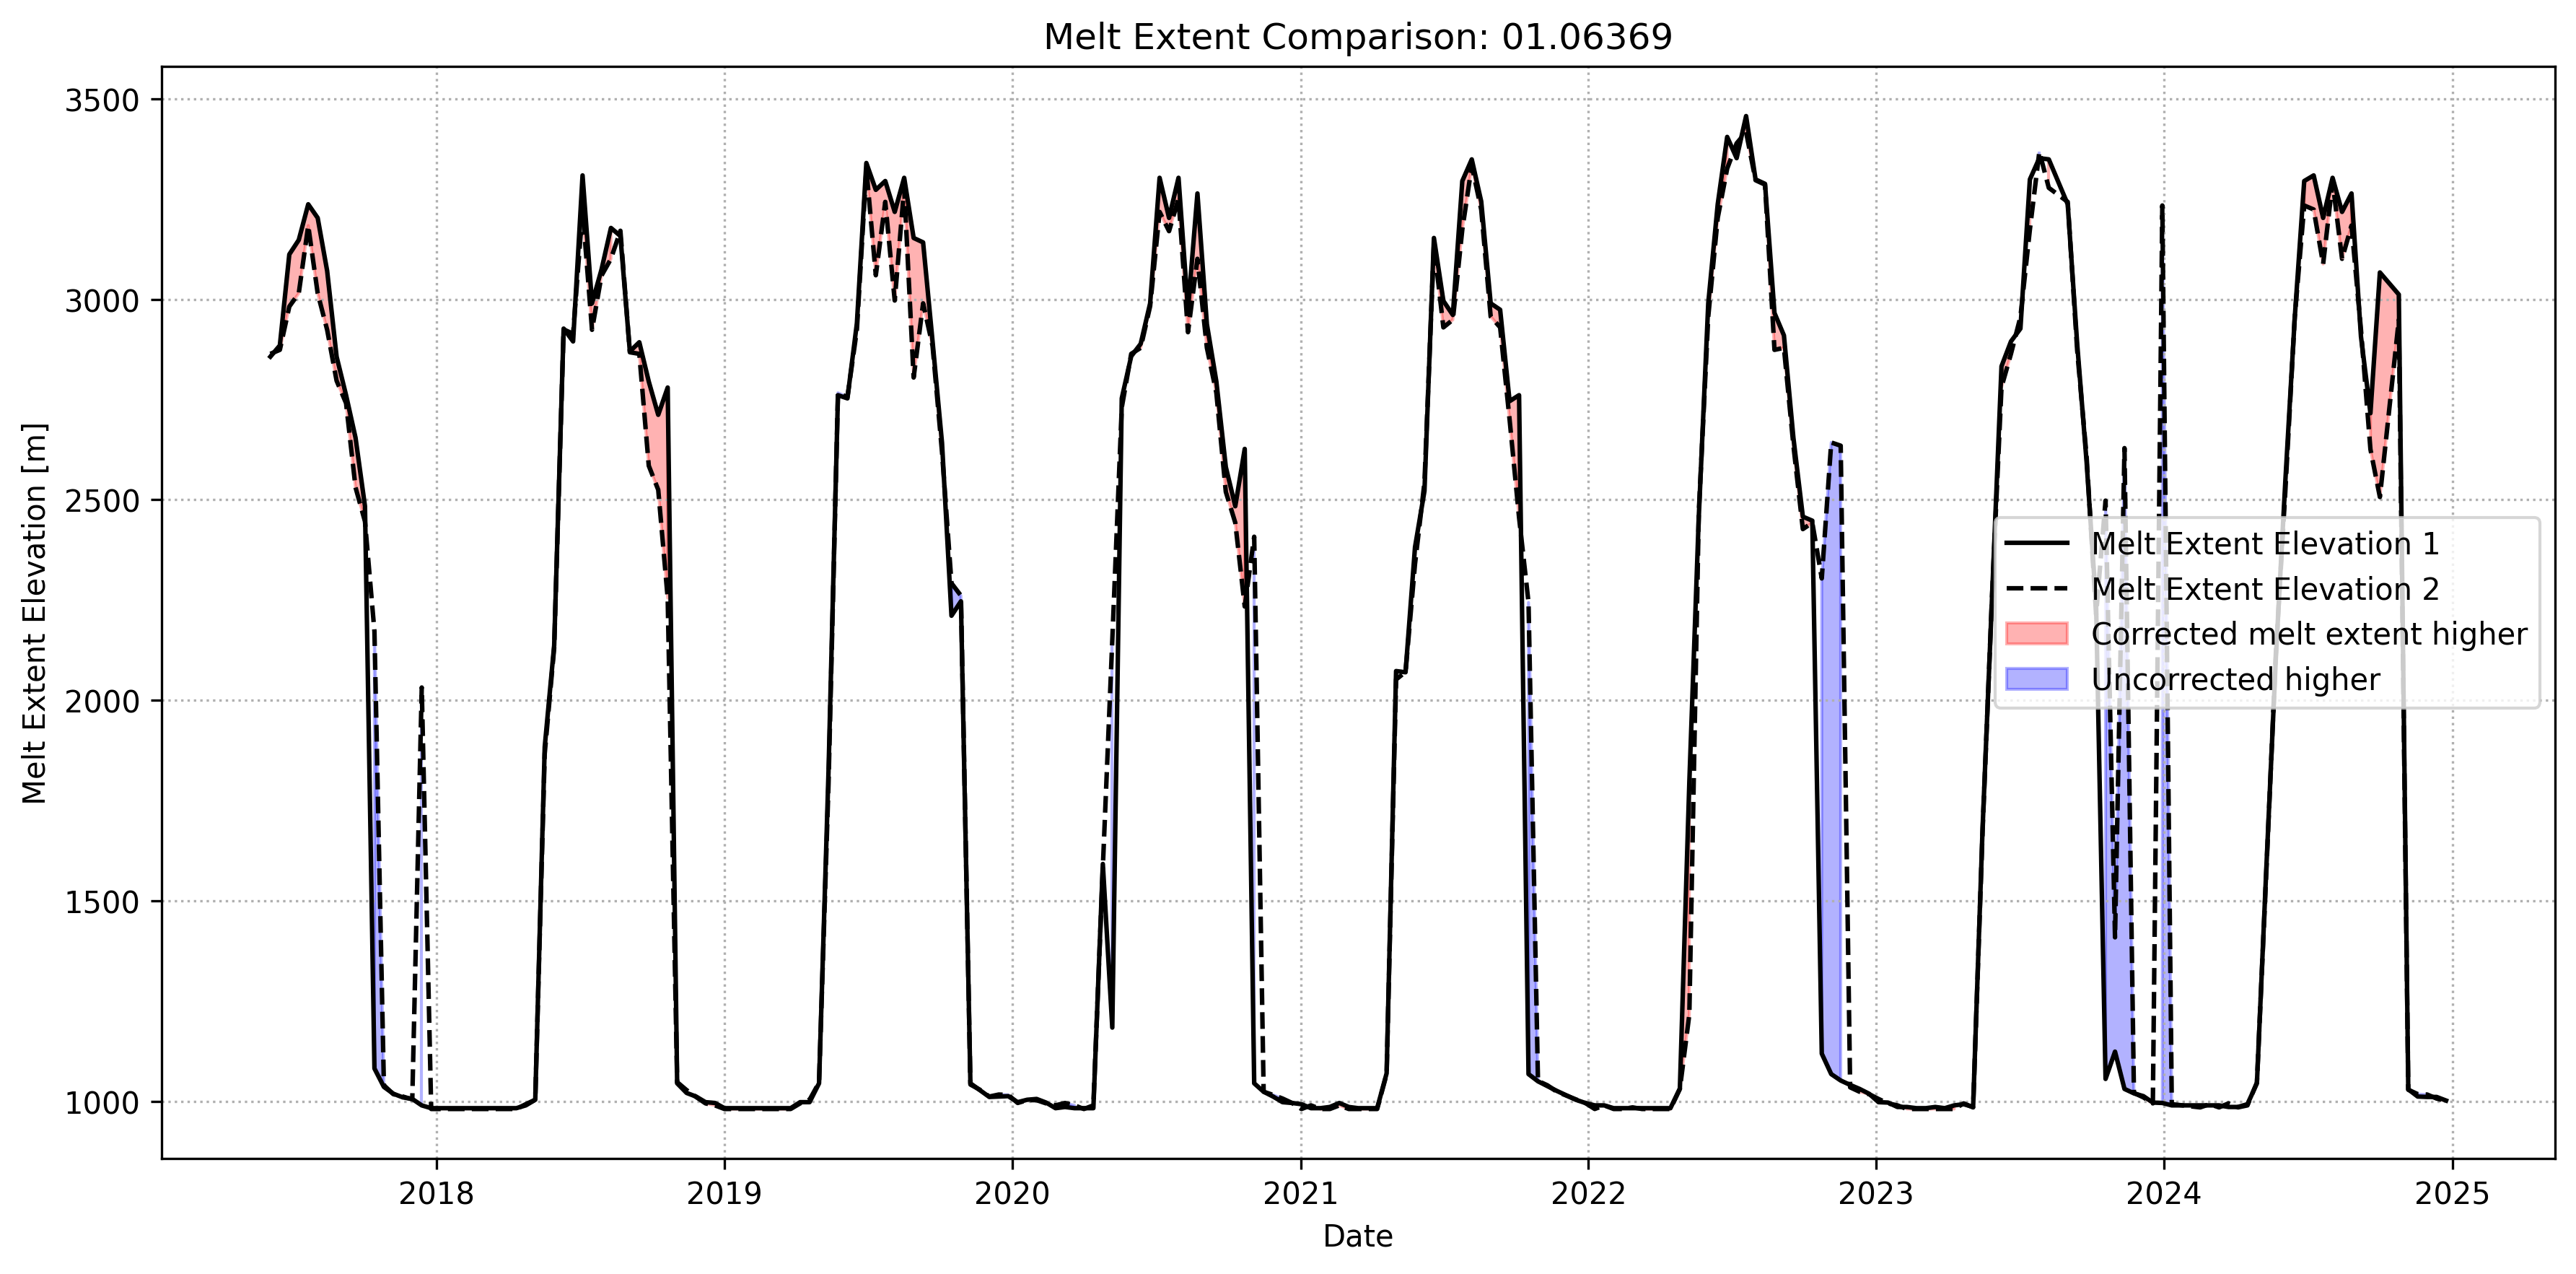 Melt Extent Comparison: 01.06369
Melt Extent Elevation [m]
3500
3000
2500
2000
1500
1000
Melt Extent Elevation 1
Melt Extent Elevation 2
Corrected melt extent higher
Uncorrected higher
2018 2019 2020 2021 2022 2023 2024 2025
Date